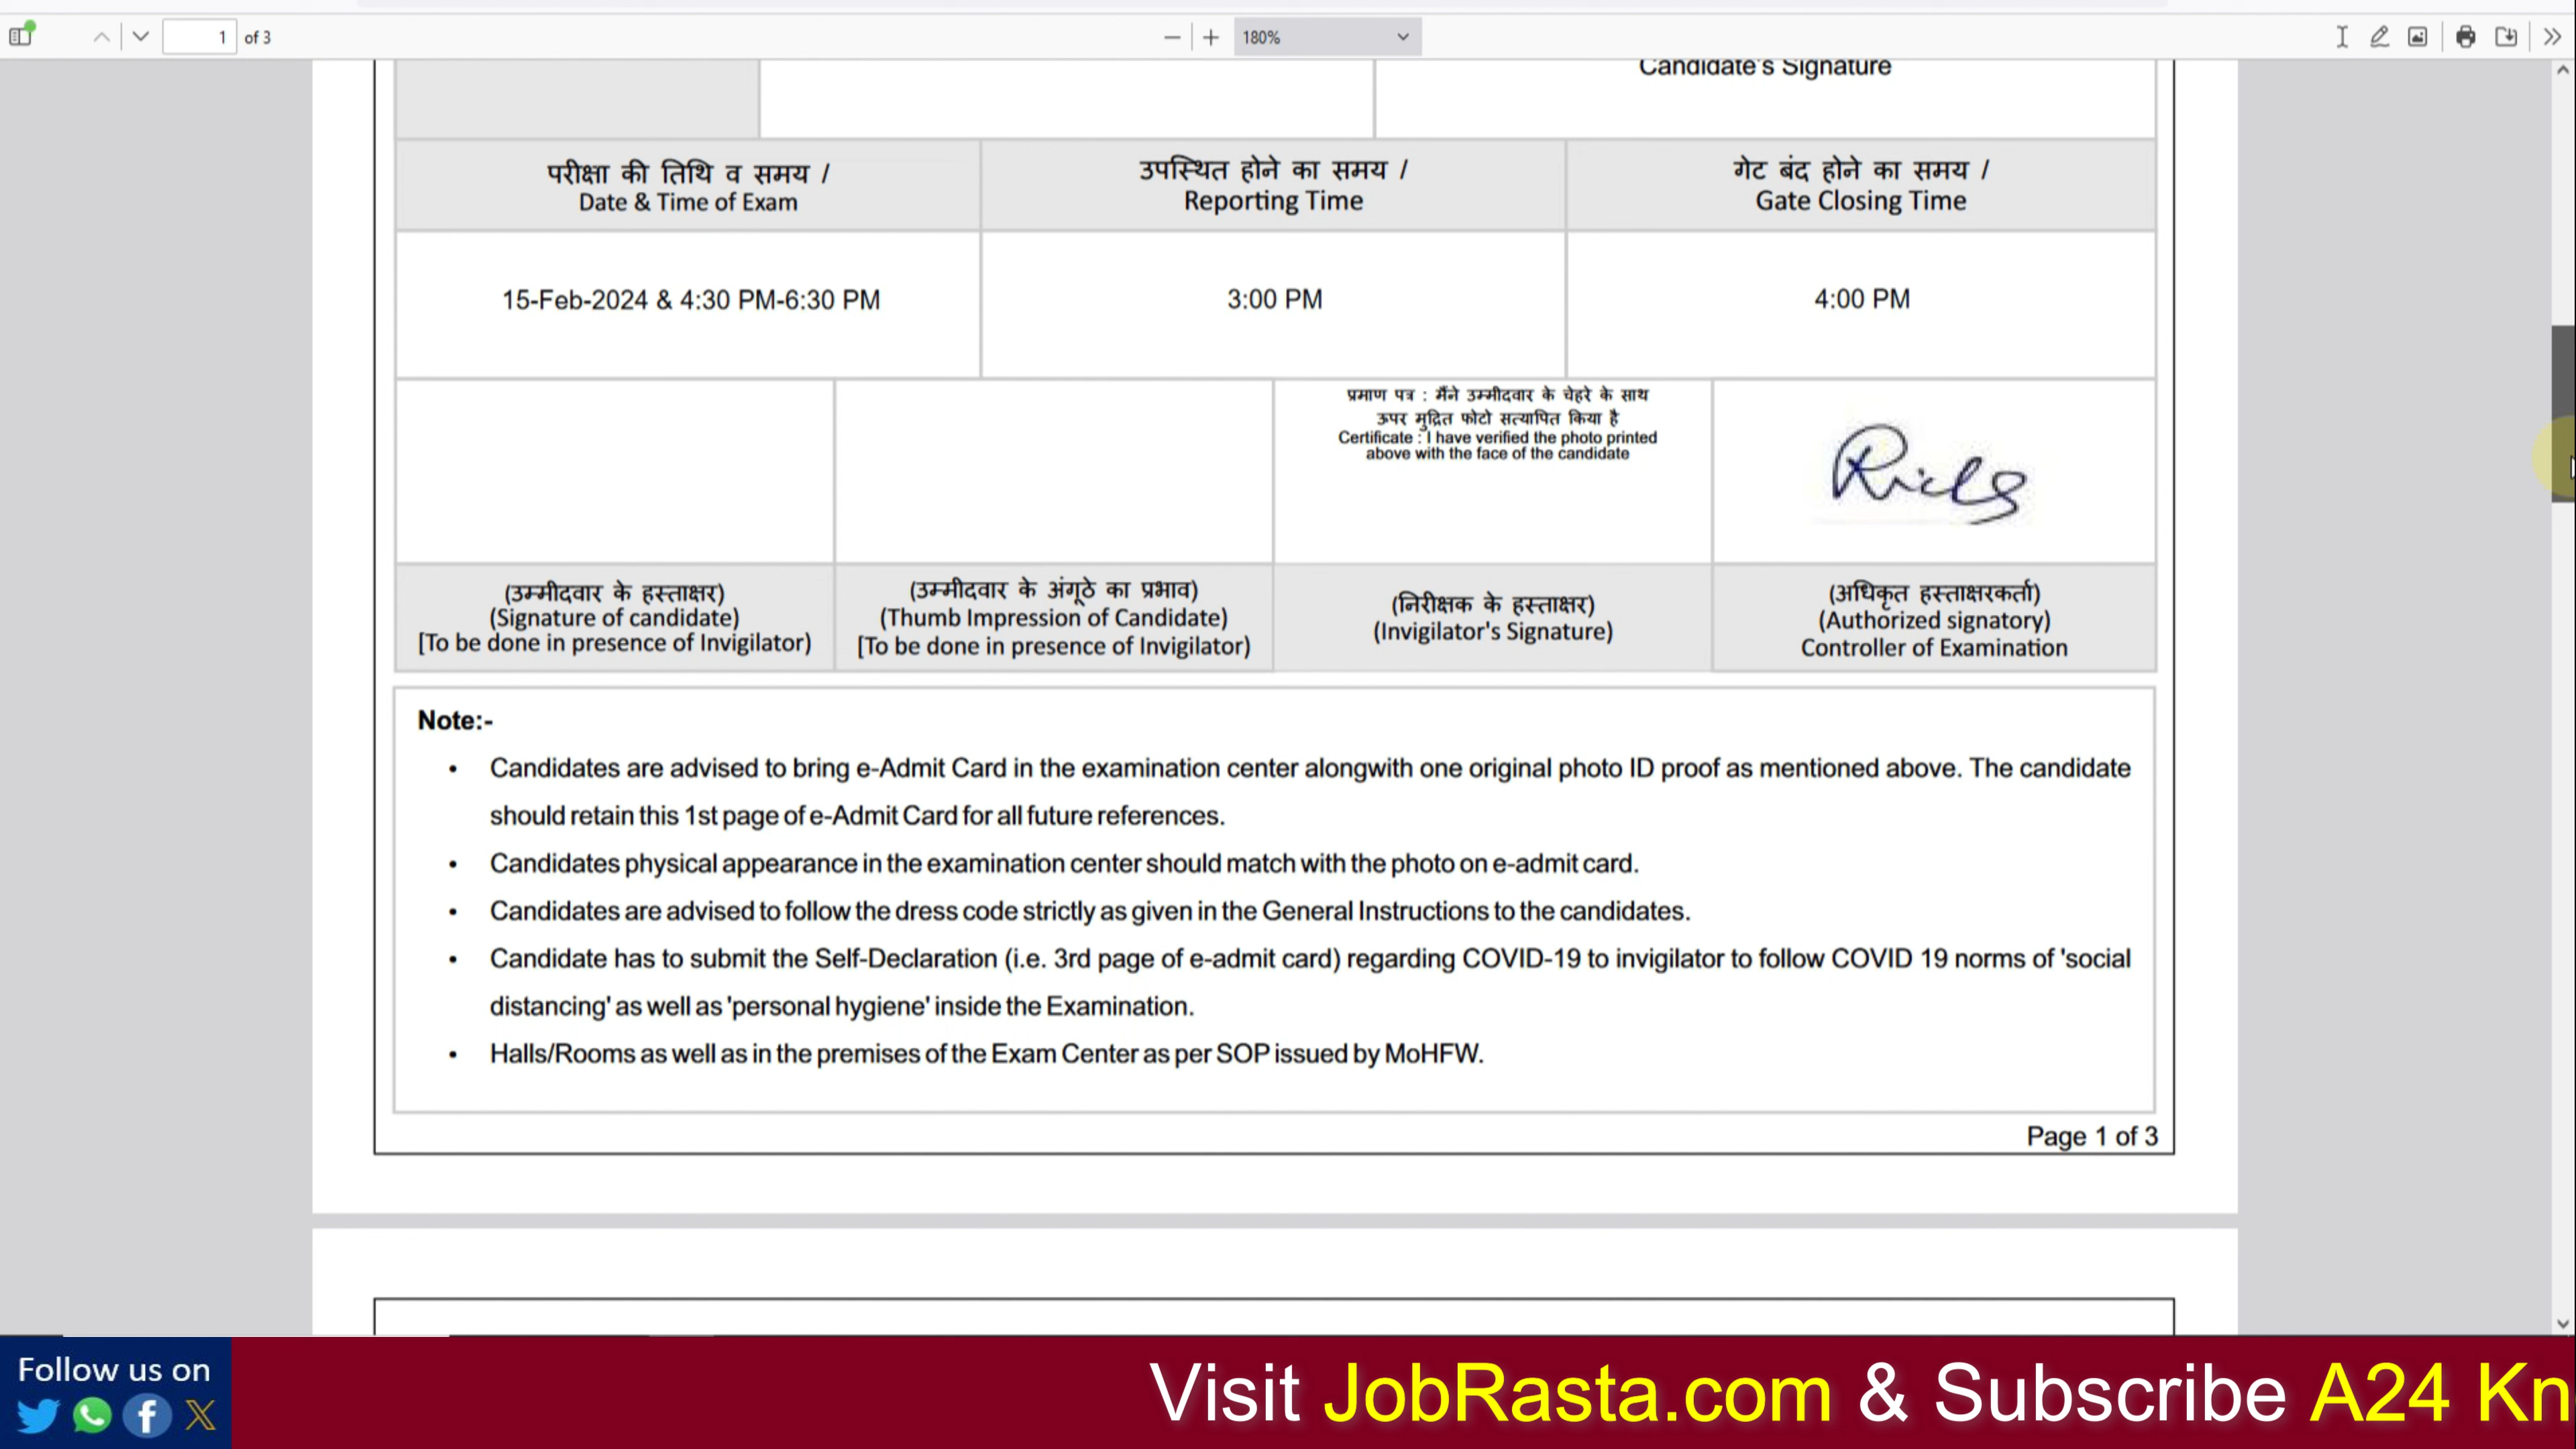 1 of 3
180%
Candidate's Signature
परीक्षा की तिथि व समय /
Date & Time of Exam
उपस्थित होने का समय /
Reporting Time
गेट बंद होने का समय /
Gate Closing Time
15-Feb-2024 & 4:30 PM-6:30 PM
3:00 PM
4:00 PM
प्रमाण पत्र : मैंने उम्मीदवार के चेहरे के साथ
ऊपर मुद्रित फोटो सत्यापित किया है
Certificate : I have verified the photo printed
above with the face of the candidate
(उम्मीदवार के हस्ताक्षर)
(Signature of candidate)
[To be done in presence of Invigilator)
(उम्मीदवार के अंगूठे का प्रभाव)
(Thumb Impression of Candidate)
[To be done in presence of Invigilator)
(निरीक्षक के हस्ताक्षर)
(Invigilator's Signature)
(अधिकृत हस्ताक्षरकर्ता)
(Authorized signatory)
Controller of Examination
Note:-
• Candidates are advised to bring e-Admit Card in the examination center alongwith one original photo ID proof as mentioned above. The candidate
should retain this 1st page of e-Admit Card for all future references.
• Candidates physical appearance in the examination center should match with the photo on e-admit card.
• Candidates are advised to follow the dress code strictly as given in the General Instructions to the candidates.
• Candidate has to submit the Self-Declaration (i.e. 3rd page of e-admit card) regarding COVID-19 to invigilator to follow COVID 19 norms of 'social
distancing' as well as 'personal hygiene' inside the Examination.
• Halls/Rooms as well as in the premises of the Exam Center as per SOP issued by MoHFW.
Page 1 of 3
Follow us on
Visit JobRasta.com & Subscribe A24 Kn